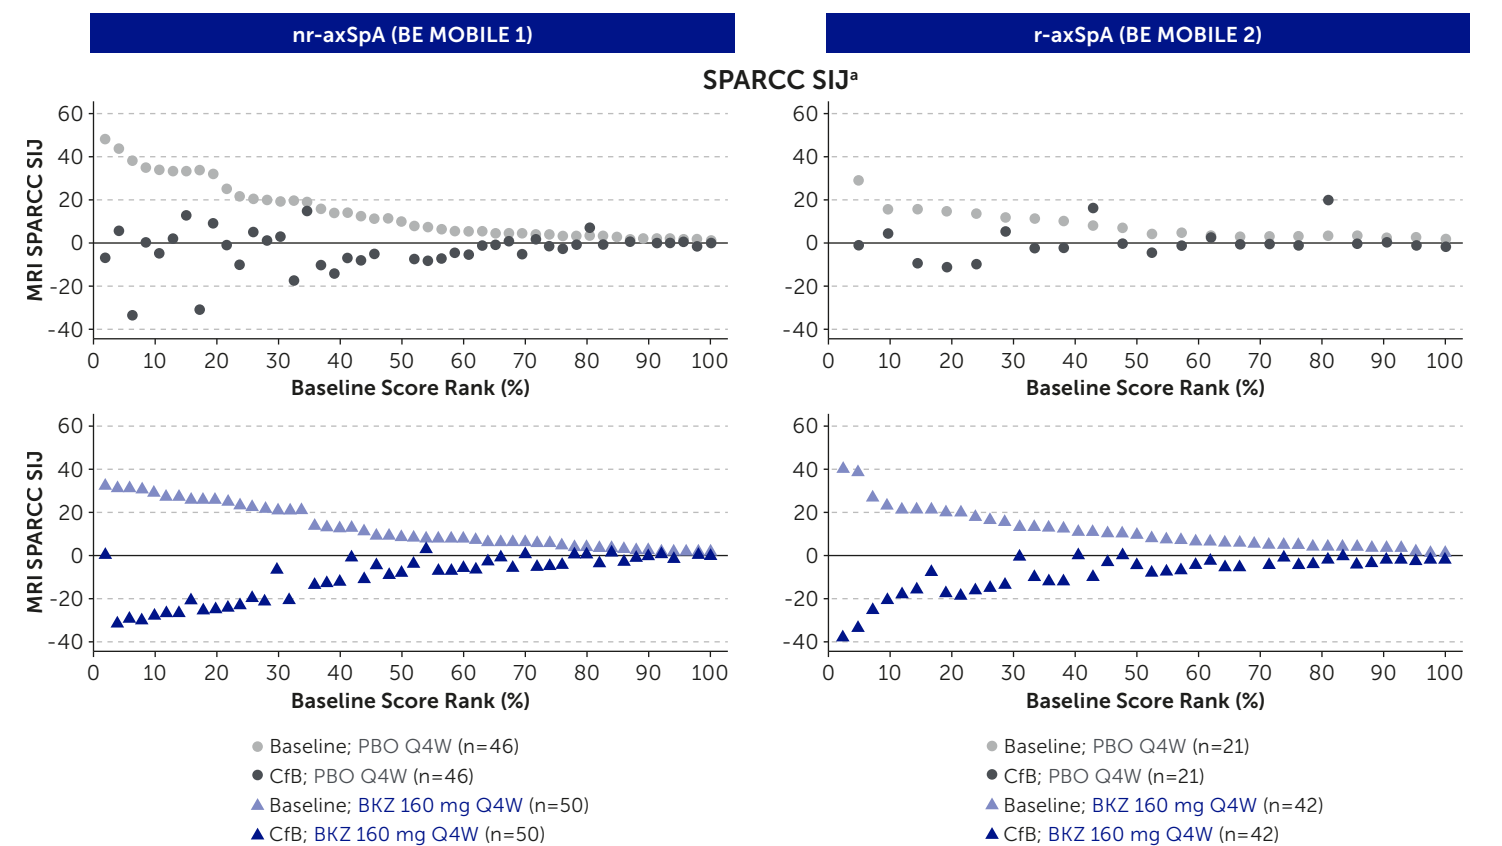 nr-axSpA (BE MOBILE 1)
r-axSpA (BE MOBILE 2)
SPARCC SIJᵃ
MRI SPARCC SIJ
60
40
20
0
-20
-40
0 10 20 30 40 50 60 70 80 90 100
Baseline Score Rank (%)
60
40
20
0
-20
-40
0 10 20 30 40 50 60 70 80 90 100
Baseline Score Rank (%)
MRI SPARCC SIJ
60
40
20
0
-20
-40
0 10 20 30 40 50 60 70 80 90 100
Baseline Score Rank (%)
60
40
20
0
-20
-40
0 10 20 30 40 50 60 70 80 90 100
Baseline Score Rank (%)
Baseline; PBO Q4W (n=46)
CfB; PBO Q4W (n=46)
Baseline; BKZ 160 mg Q4W (n=50)
CfB; BKZ 160 mg Q4W (n=50)
Baseline; PBO Q4W (n=21)
CfB; PBO Q4W (n=21)
Baseline; BKZ 160 mg Q4W (n=42)
CfB; BKZ 160 mg Q4W (n=42)